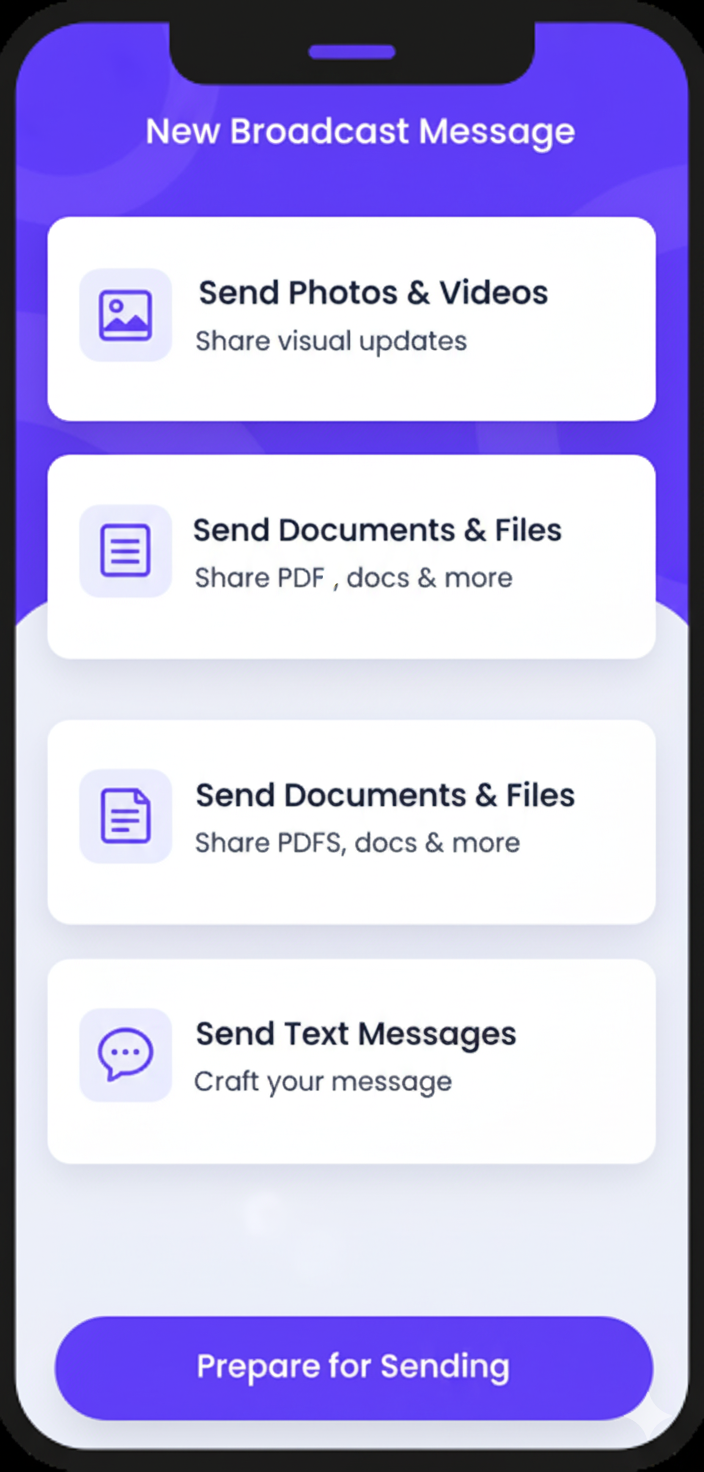 New Broadcast Message
Send Photos & Videos
Share visual updates
Send Documents & Files
Share PDF , docs & more
Send Documents & Files
Share PDFS, docs & more
Send Text Messages
Craft your message
Prepare for Sending